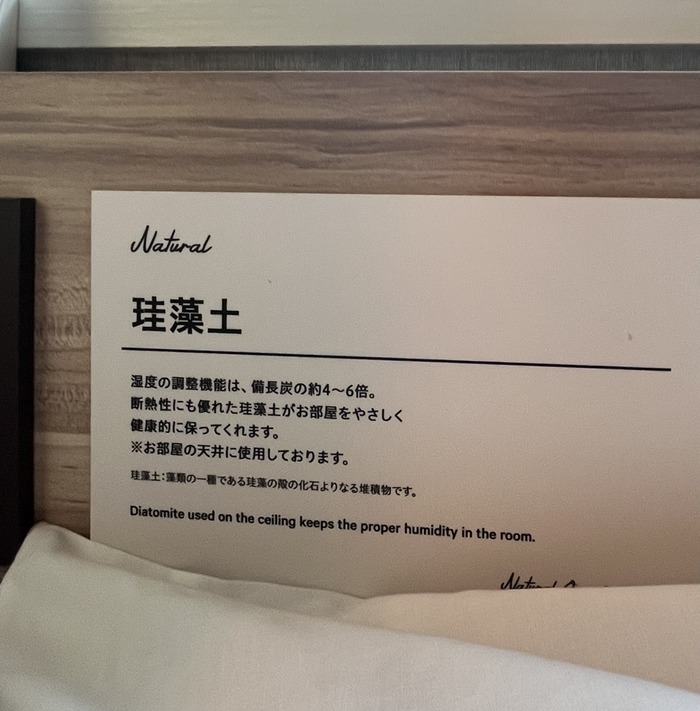 Natural
珪藻土
湿度の調整機能は、備長炭の約4〜6倍。
断熱性にも優れた珪藻土がお部屋をやさしく
健康的に保ってくれます。
※お部屋の天井に使用しております。
珪藻土：藻類の一種である珪藻の殻の化石よりなる堆積物です。
Diatomite used on the ceiling keeps the proper humidity in the room.